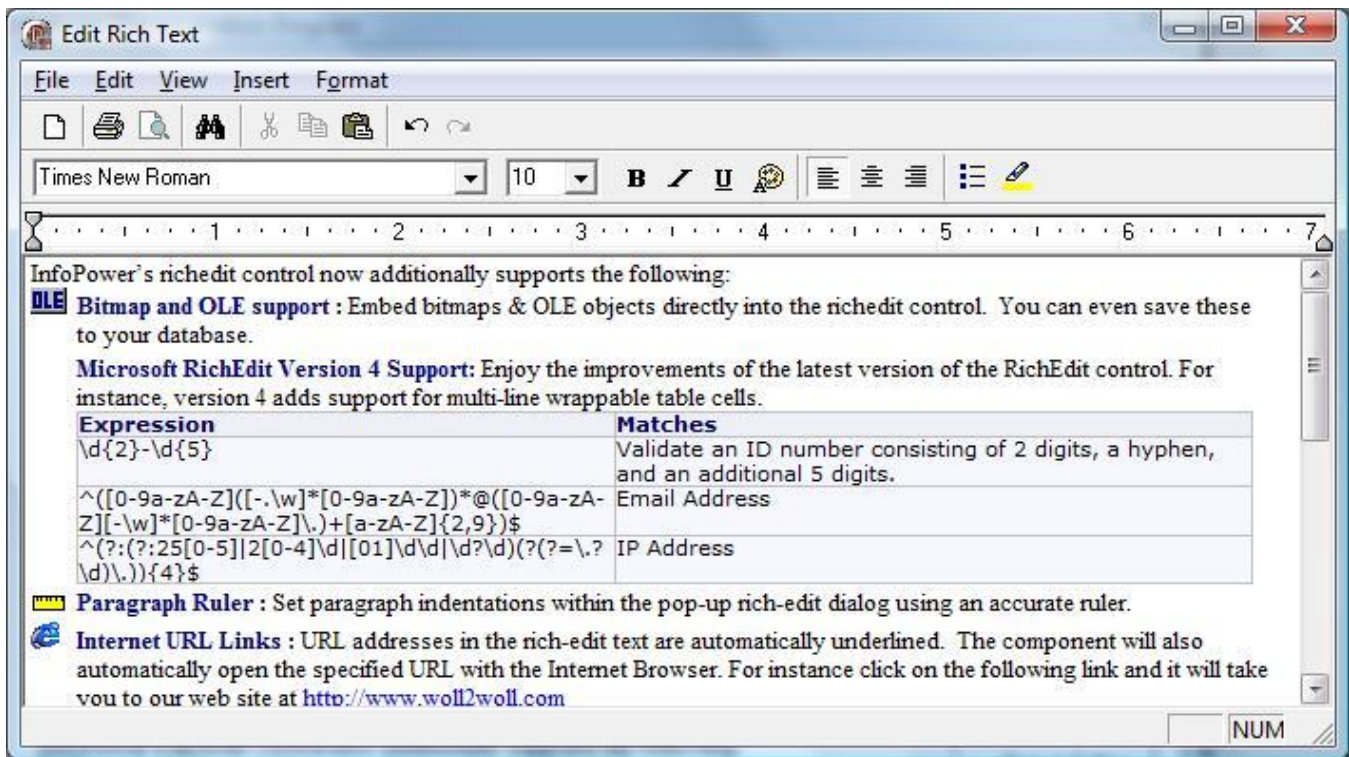 Edit Rich Text
File Edit View Insert Format
Times New Roman 10 B I U A
1 2 3 4 5 6 7
InfoPower's richedit control now additionally supports the following:
OLE Bitmap and OLE support : Embed bitmaps & OLE objects directly into the richedit control. You can even save these
to your database.
Microsoft RichEdit Version 4 Support: Enjoy the improvements of the latest version of the RichEdit control. For
instance, version 4 adds support for multi-line wrappable table cells.
Expression Matches
\d{2}-\d{5} Validate an ID number consisting of 2 digits, a hyphen,
and an additional 5 digits.
^([0-9a-zA-Z]([-.\w]*[0-9a-zA-Z])*@([0-9a-zA- Email Address
Z][-\w]*[0-9a-zA-Z]\.)+[a-zA-Z]{2,9})$
^(?:(?:25[0-5]|2[0-4]\d|[01]\d\d|\d?\d)(?(?=\.? IP Address
\d)\.)){4}$
Paragraph Ruler : Set paragraph indentations within the pop-up rich-edit dialog using an accurate ruler.
Internet URL Links : URL addresses in the rich-edit text are automatically underlined. The component will also
automatically open the specified URL with the Internet Browser. For instance click on the following link and it will take
you to our web site at http://www.woll2woll.com
NUM